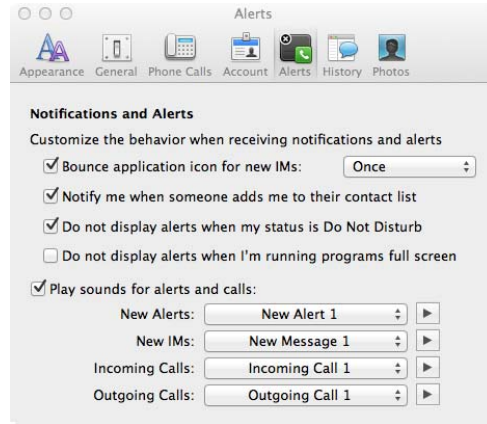 Alerts
Appearance General Phone Calls Account Alerts History Photos
Notifications and Alerts
Customize the behavior when receiving notifications and alerts
Bounce application icon for new IMs: Once
Notify me when someone adds me to their contact list
Do not display alerts when my status is Do Not Disturb
Do not display alerts when I'm running programs full screen
Play sounds for alerts and calls:
New Alerts: New Alert 1
New IMs: New Message 1
Incoming Calls: Incoming Call 1
Outgoing Calls: Outgoing Call 1